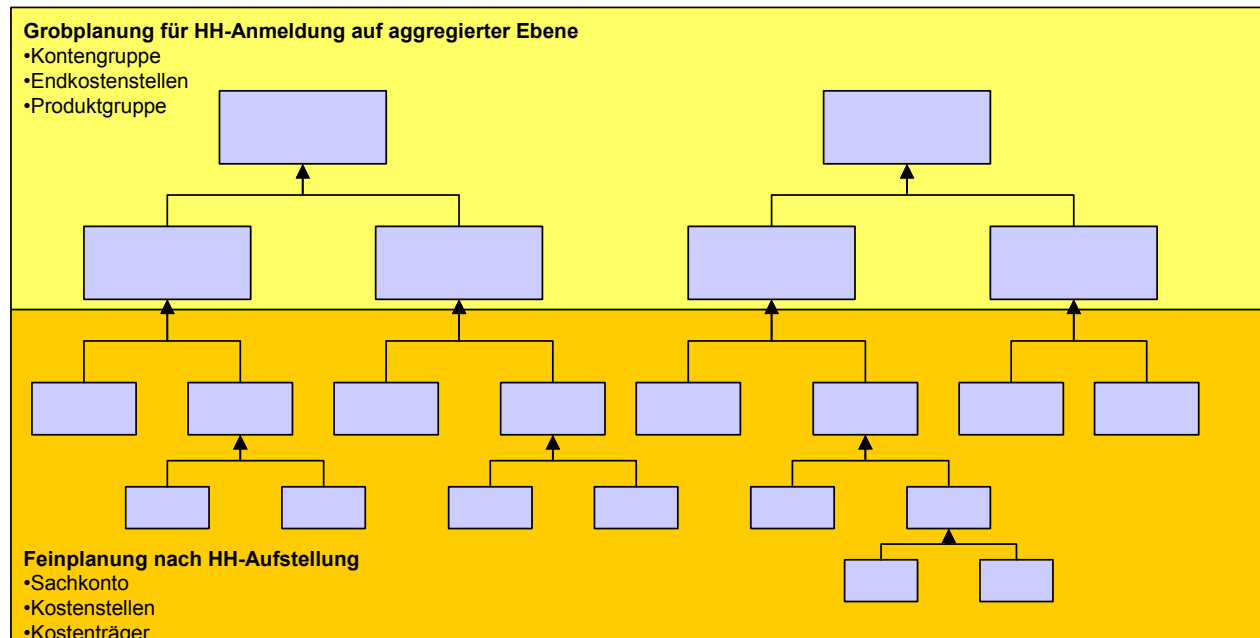 Grobplanung für HH-Anmeldung auf aggregierter Ebene
•Kontengruppe
•Endkostenstellen
•Produktgruppe
Feinplanung nach HH-Aufstellung
•Sachkonto
•Kostenstellen
•Kostenträger